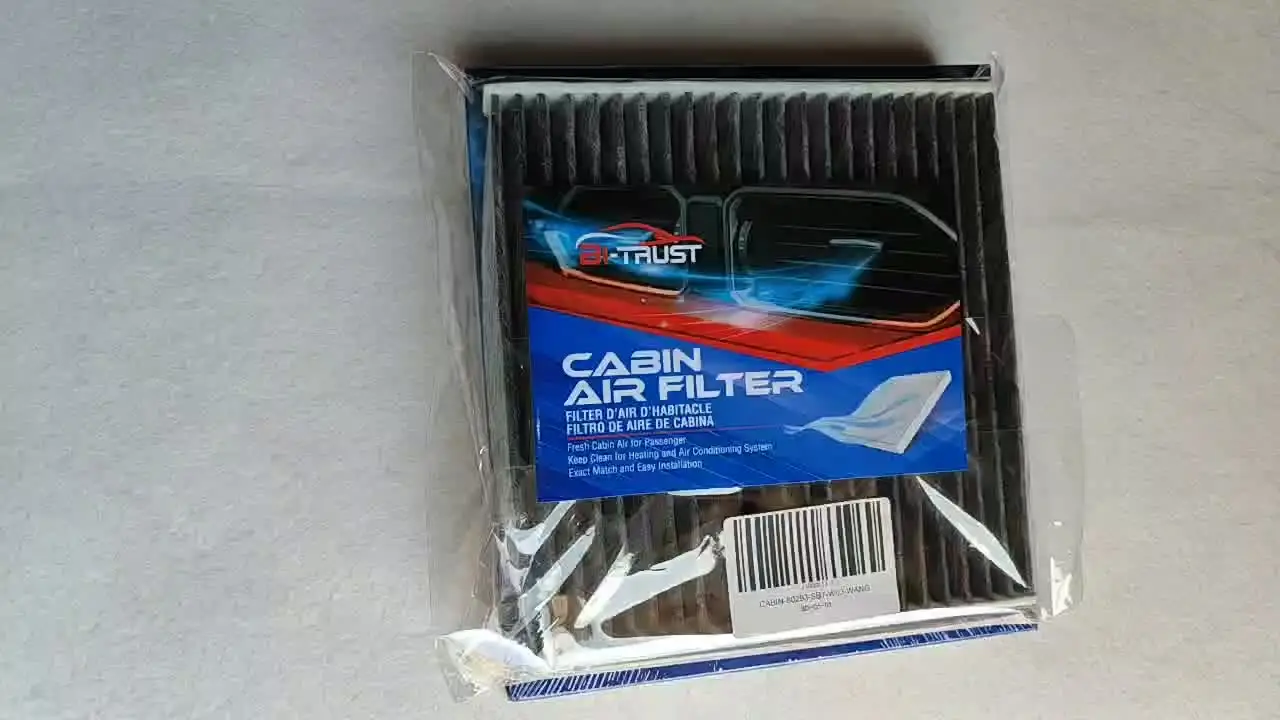 BI-TRUST
CABIN
AIR FILTER
FILTER D'AIR D'HABITACLE
FILTRO DE AIRE DE CABINA
Fresh Cabin Air for Passenger
Keep Clean for Heating and Air Conditioning System
Exact Match and Easy Installation